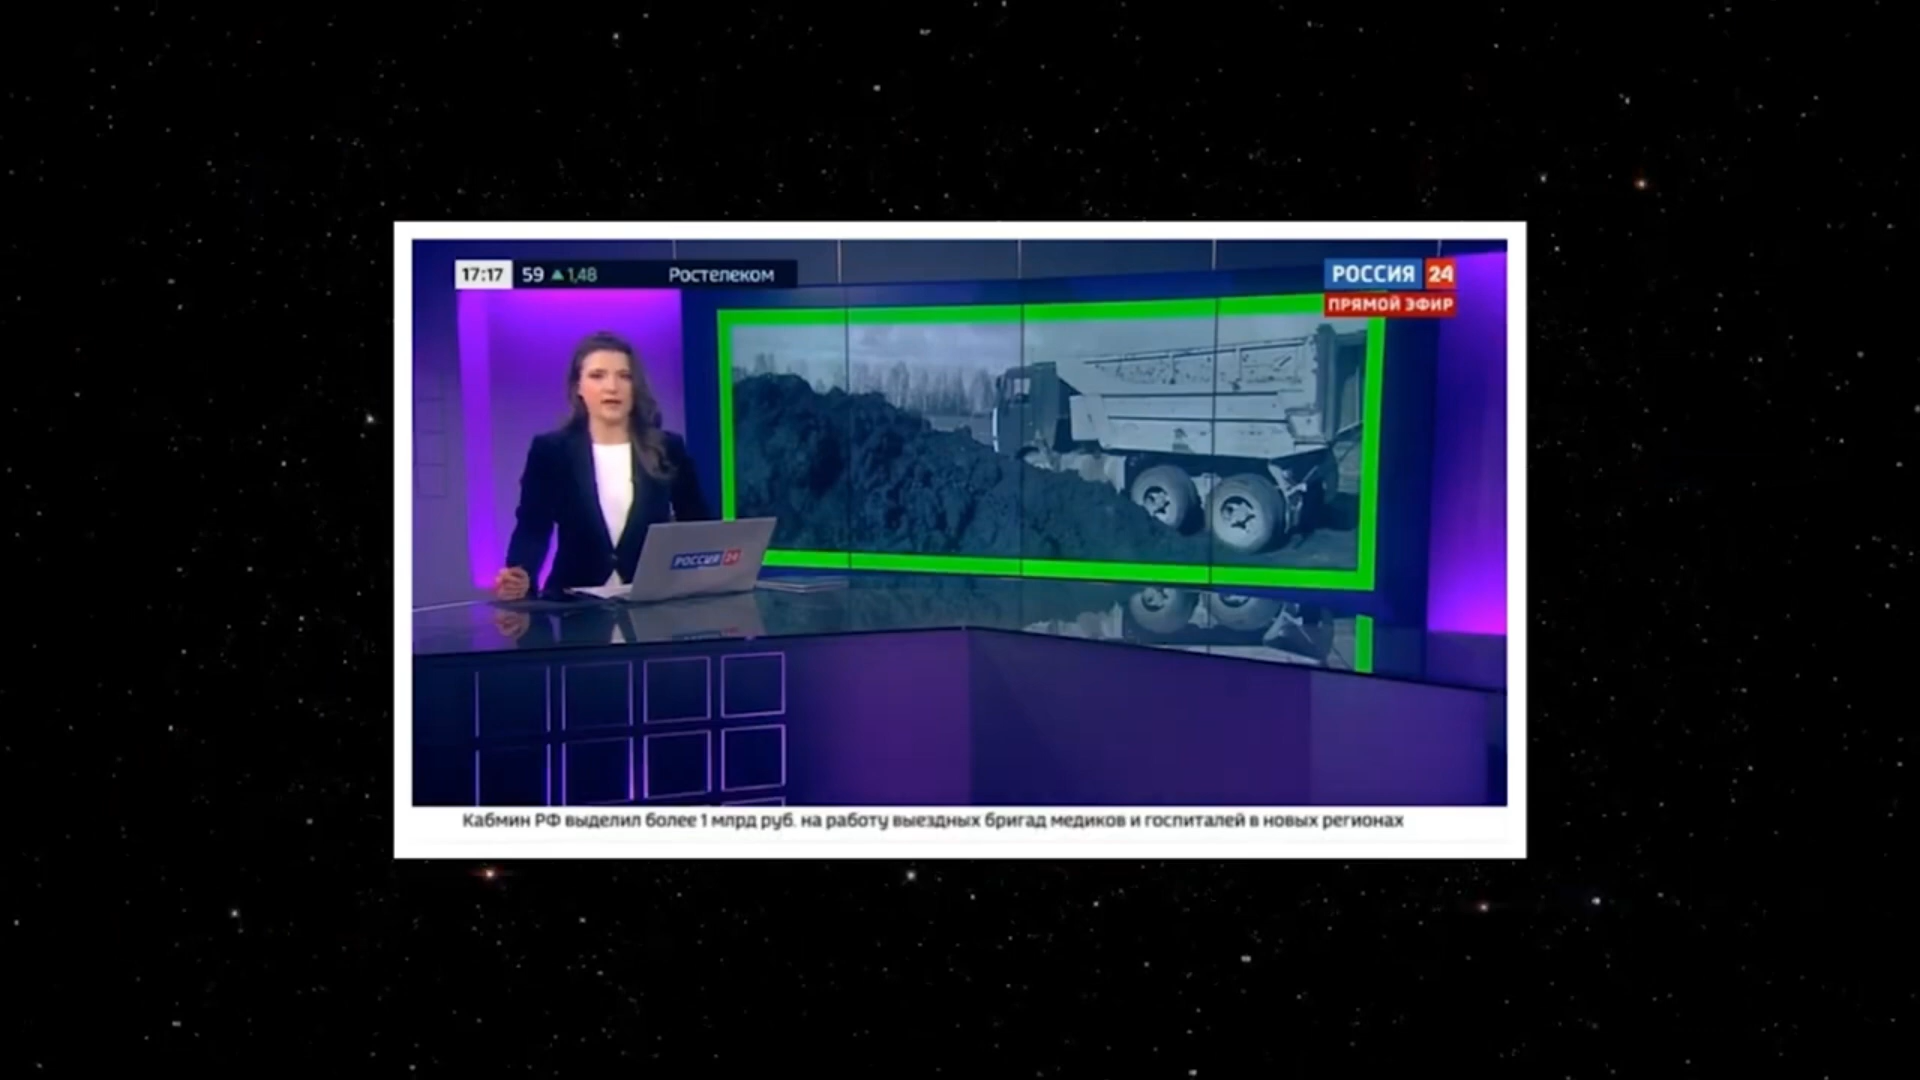 17:17 59 ▲1,48 Ростелеком
РОССИЯ 24
ПРЯМОЙ ЭФИР
РОССИЯ 24
Кабмин РФ выделил более 1 млрд руб. на работу выездных бригад медиков и госпиталей в новых регионах